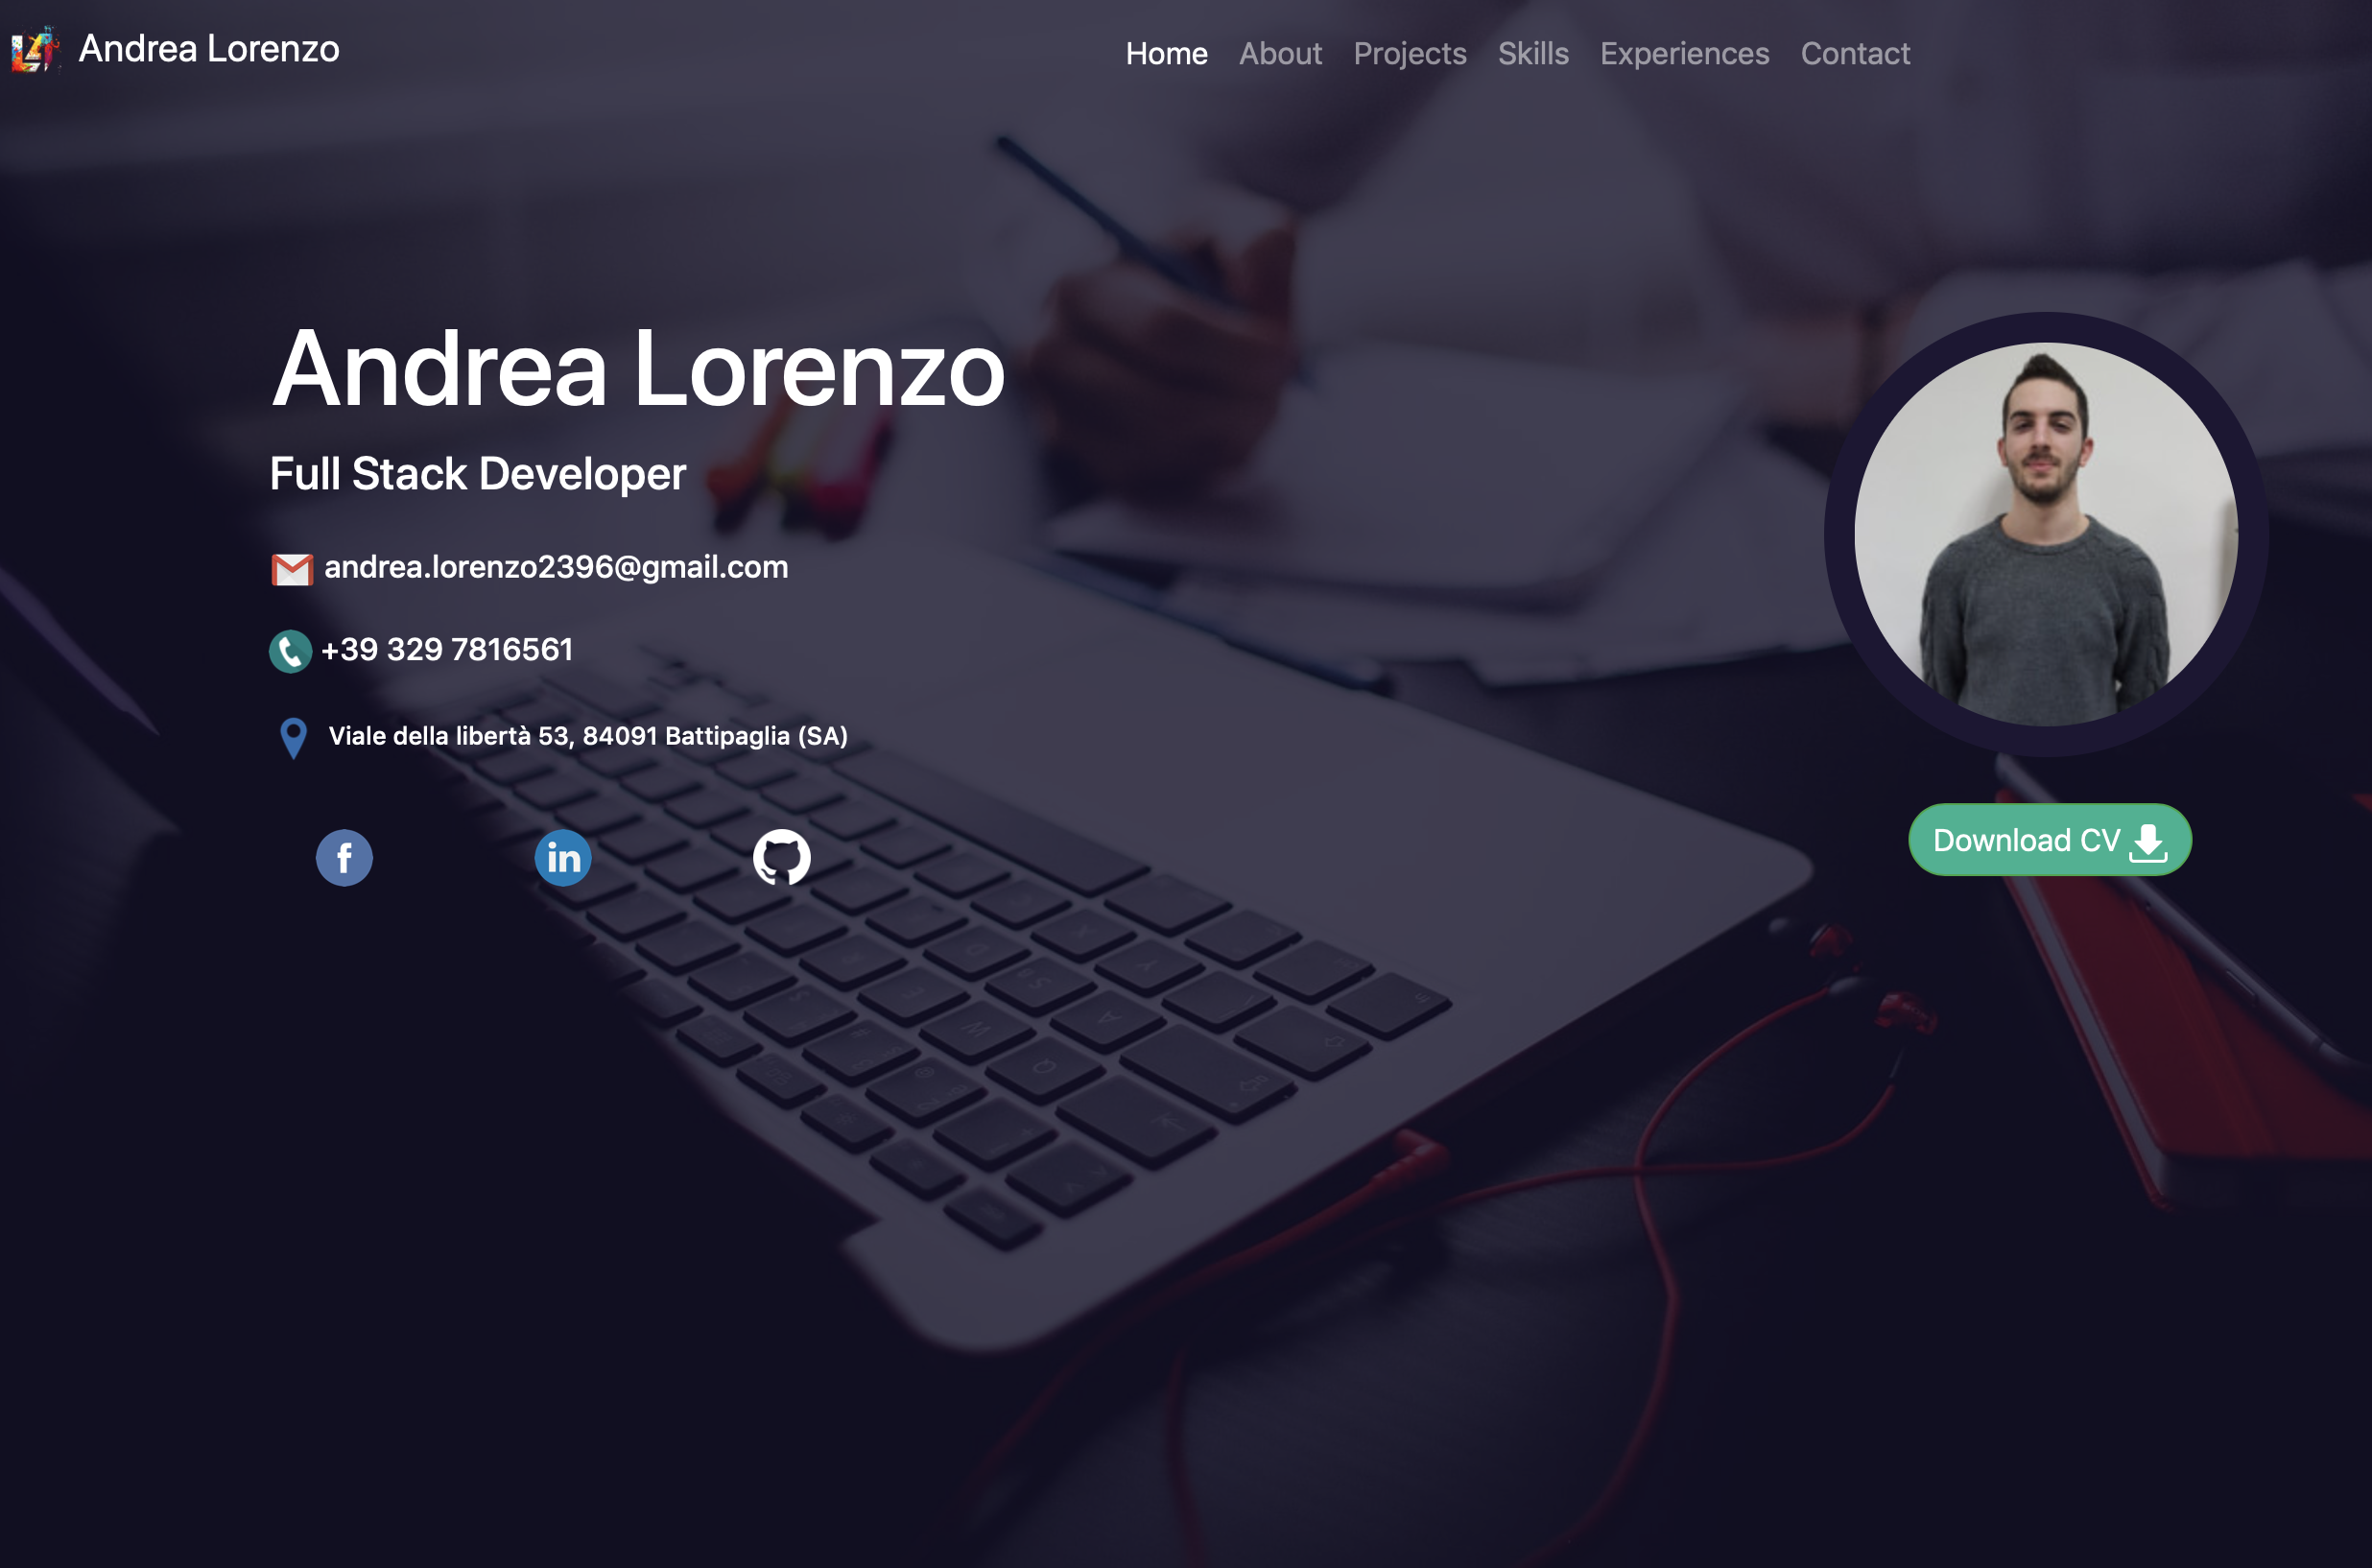 Andrea Lorenzo
Home About Projects Skills Experiences Contact
Andrea Lorenzo
Full Stack Developer
andrea.lorenzo2396@gmail.com
+39 329 7816561
Viale della libertà 53, 84091 Battipaglia (SA)
f in
Download CV